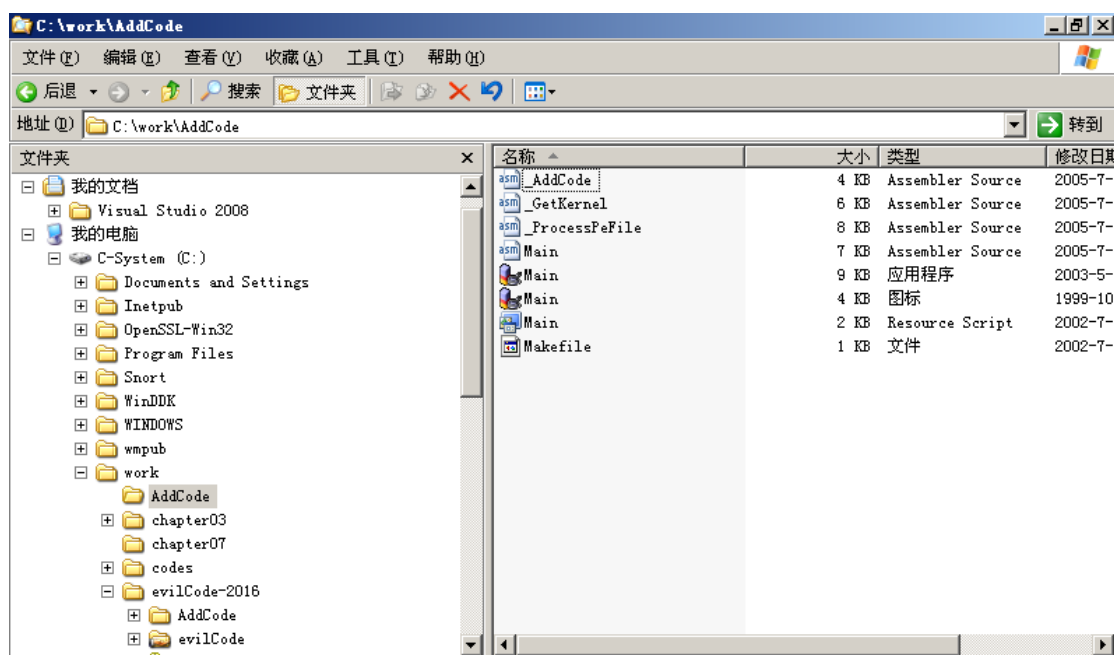 C:\work\AddCode
文件(F) 编辑(E) 查看(V) 收藏(A) 工具(T) 帮助(H)
后退 搜索 文件夹
地址(D) C:\work\AddCode 转到
文件夹
我的文档
Visual Studio 2008
我的电脑
C-System (C:)
Documents and Settings
Inetpub
OpenSSL-Win32
Program Files
Snort
WinDDK
WINDOWS
wmpub
work
AddCode
chapter03
chapter07
codes
evilCode-2016
AddCode
evilCode
名称 大小 类型 修改日期
asm _AddCode 4 KB Assembler Source 2005-7-
asm _GetKernel 6 KB Assembler Source 2005-7-
asm _ProcessPeFile 8 KB Assembler Source 2005-7-
asm Main 7 KB Assembler Source 2005-7-
Main 9 KB 应用程序 2003-5-
Main 4 KB 图标 1999-10
Main 2 KB Resource Script 2002-7-
Makefile 1 KB 文件 2002-7-